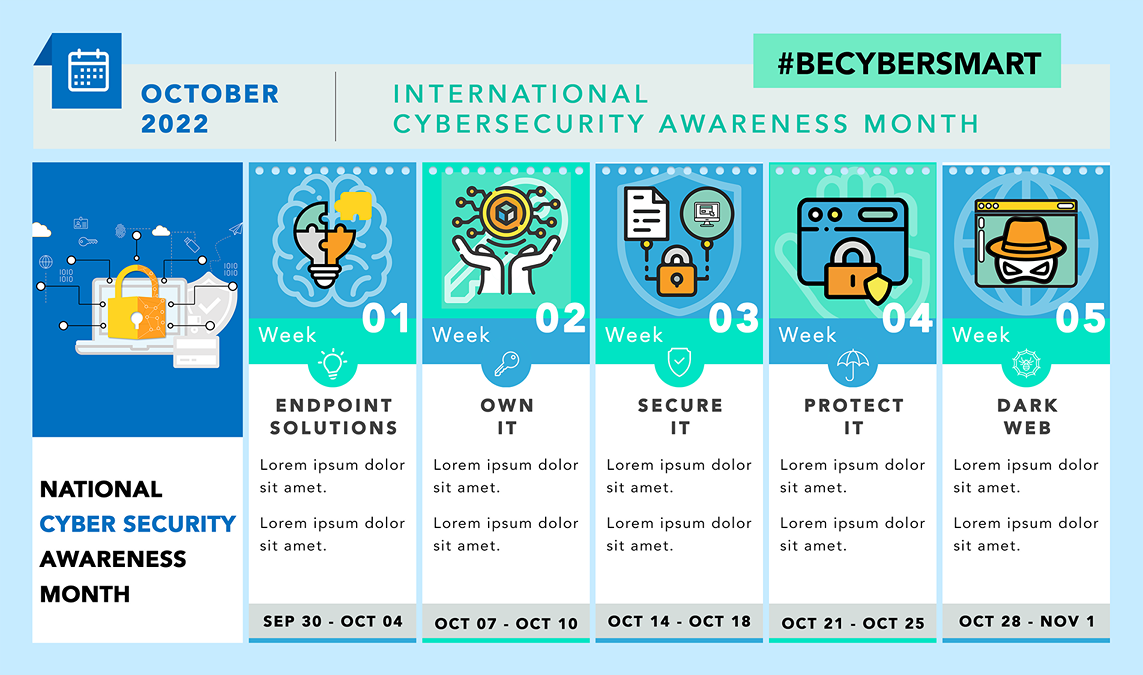 #BECYBERSMART
OCTOBER
2022
INTERNATIONAL
CYBERSECURITY AWARENESS MONTH
1010
1010
1010
1010
NATIONAL
CYBER SECURITY
AWARENESS
MONTH
Week 01
ENDPOINT
SOLUTIONS
Lorem ipsum dolor
sit amet.
Lorem ipsum dolor
sit amet.
SEP 30 - OCT 04
Week 02
OWN
IT
Lorem ipsum dolor
sit amet.
Lorem ipsum dolor
sit amet.
OCT 07 - OCT 10
Week 03
SECURE
IT
Lorem ipsum dolor
sit amet.
Lorem ipsum dolor
sit amet.
OCT 14 - OCT 18
Week 04
PROTECT
IT
Lorem ipsum dolor
sit amet.
Lorem ipsum dolor
sit amet.
OCT 21 - OCT 25
Week 05
DARK
WEB
Lorem ipsum dolor
sit amet.
Lorem ipsum dolor
sit amet.
OCT 28 - NOV 1